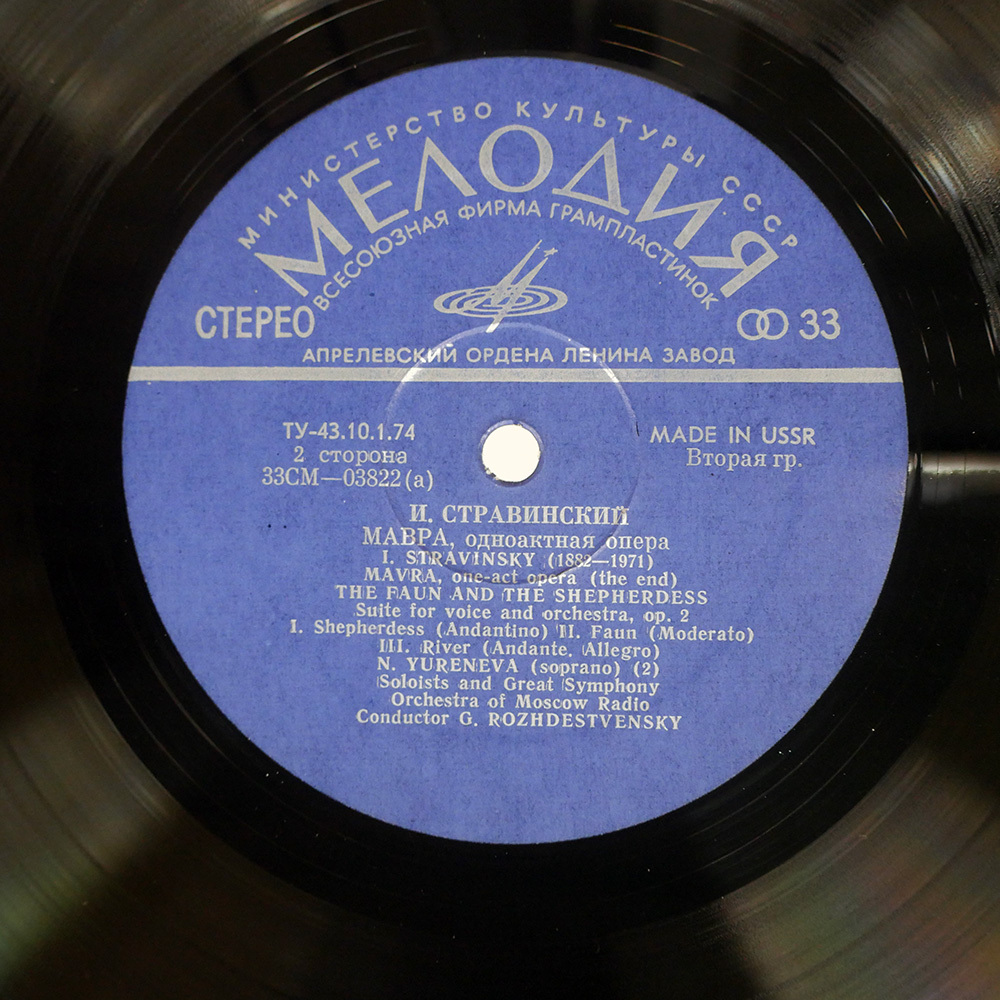 МИНИСТЕРСТВО КУЛЬТУРЫ СССР
МЕЛОДИЯ
ВСЕСОЮЗНАЯ ФИРМА ГРАМПЛАСТИНОК
СТЕРЕО
33
АПРЕЛЕВСКИЙ ОРДЕНА ЛЕНИНА ЗАВОД
ТУ-43.10.1.74
2 сторона
33СМ—03822(а)
MADE IN USSR
Вторая гр.
И. СТРАВИНСКИЙ
МАВРА, одноактная опера
I. STRAVINSKY (1882—1971)
MAVRA, one-act opera (the end)
THE FAUN AND THE SHEPHERDESS
Suite for voice and orchestra, op. 2
I. Shepherdess (Andantino) II. Faun (Moderato)
III. River (Andante. Allegro)
N. YURENEVA (soprano) (2)
Soloists and Great Symphony
Orchestra of Moscow Radio
Conductor G. ROZHDESTVENSKY